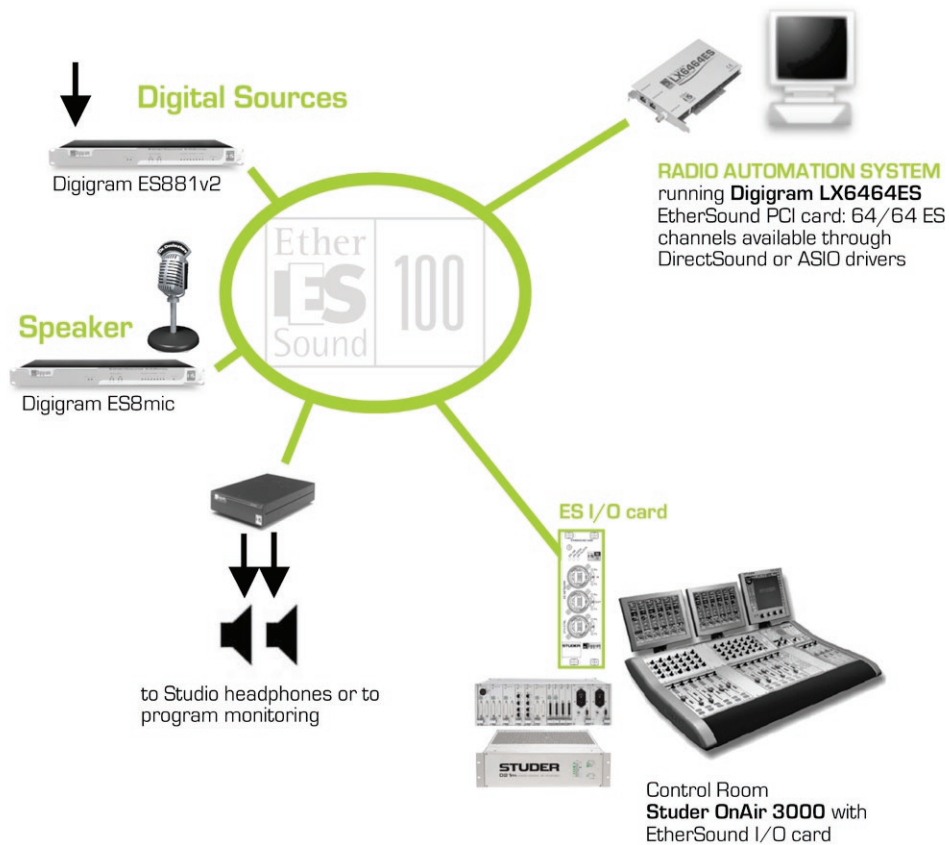 Digital Sources
Digigram ES881v2
LX6464ES
RADIO AUTOMATION SYSTEM
running Digigram LX6464ES
EtherSound PCI card: 64/64 ES
channels available through
DirectSound or ASIO drivers
Ether
ES
Sound
100
Speaker
Digigram ES8mic
ES I/O card
STUDER
to Studio headphones or to
program monitoring
STUDER
D21m
Control Room
Studer OnAir 3000 with
EtherSound I/O card